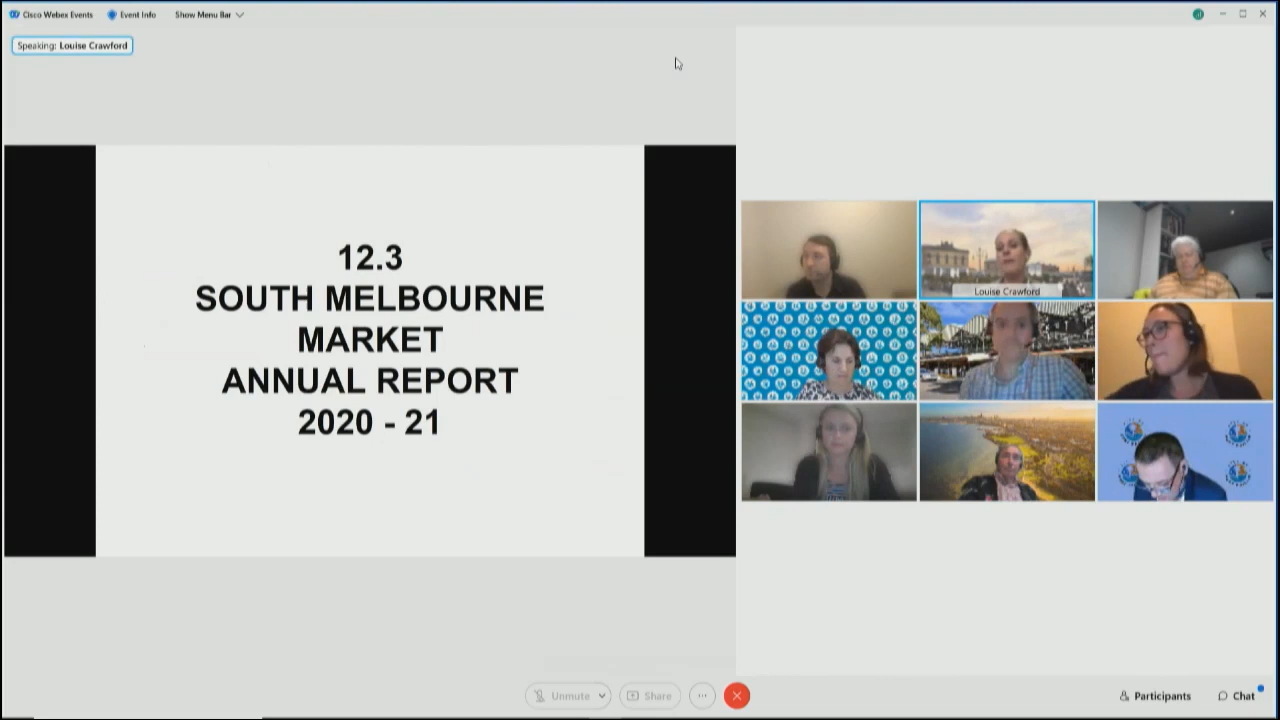 Cisco Webex Events
Event Info
Show Menu Bar
Speaking: Louise Crawford
12.3
SOUTH MELBOURNE
MARKET
ANNUAL REPORT
2020 - 21
Louise Crawford
Unmute
Share
Participants
Chat